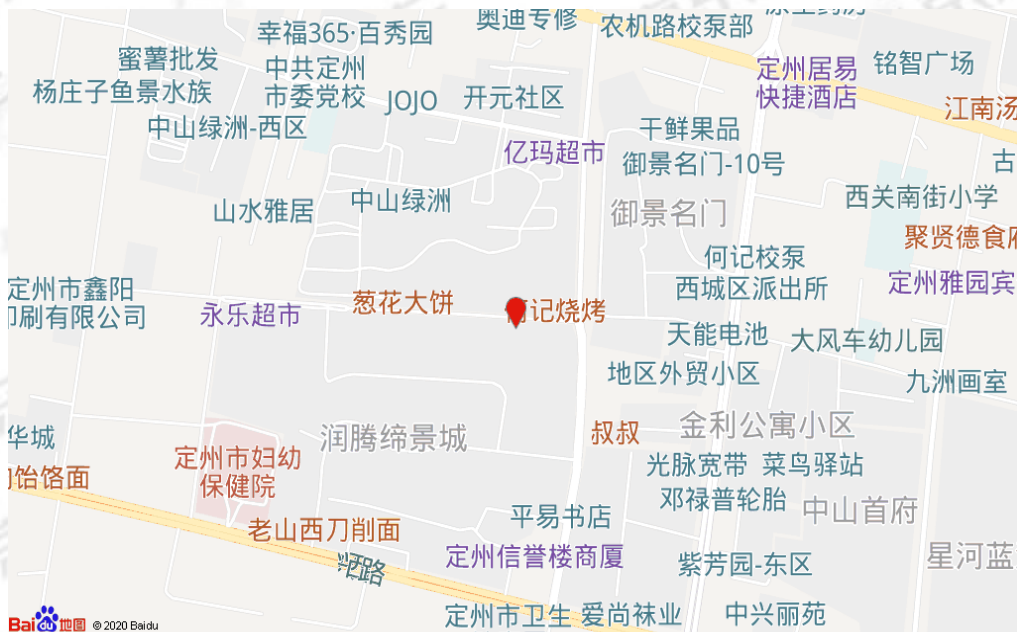 奥迪专修
农机路校泵部
幸福365·百秀园
蜜薯批发
中共定州
市委党校
杨庄子鱼景水族
JOJO
开元社区
定州居易
快捷酒店
铭智广场
江南汤
中山绿洲-西区
干鲜果品
亿玛超市
御景名门-10号
古
西关南街小学
山水雅居
中山绿洲
御景名门
聚贤德食府
何记校泵
西城区派出所
定州雅园宾
定州市鑫阳
印刷有限公司
永乐超市
葱花大饼
记烧烤
天能电池
大风车幼儿园
地区外贸小区
九洲画室
华城
润腾缔景城
叔叔
金利公寓小区
定州市妇幼
保健院
光脉宽带
菜鸟驿站
怡饹面
邓禄普轮胎
中山首府
老山西刀削面
平易书店
定州信誉楼商厦
紫芳园-东区
星河蓝
路
定州市卫生
爱尚袜业
中兴丽苑
Bai du 地图
© 2020 Baidu